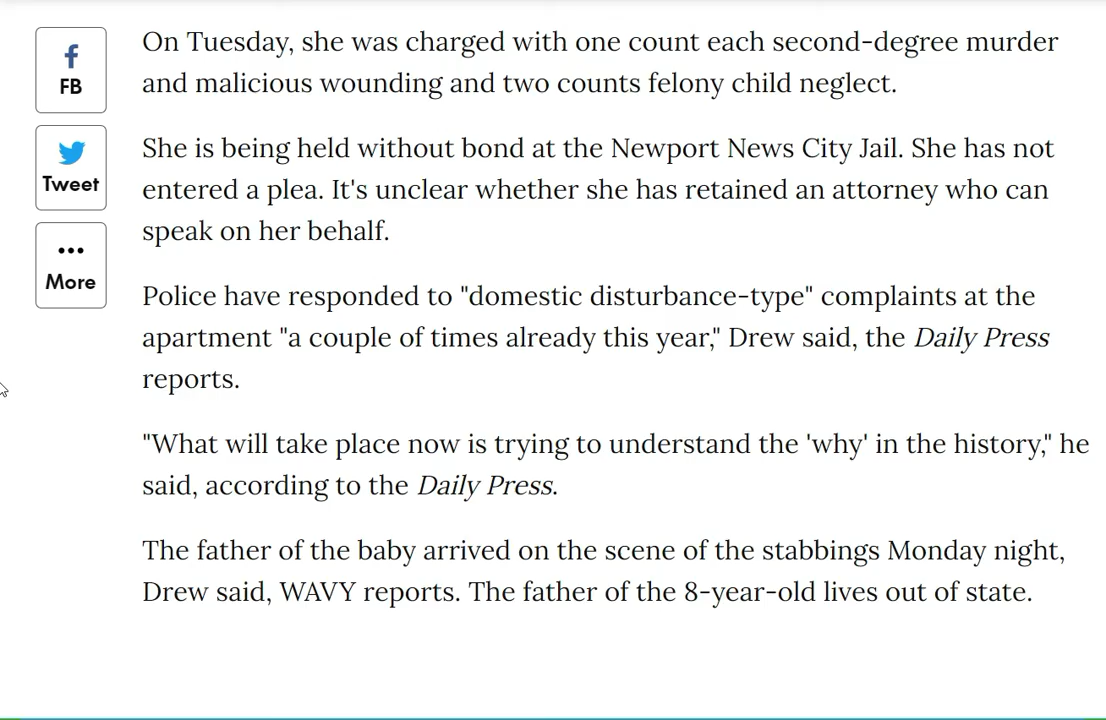 FB
Tweet
More
On Tuesday, she was charged with one count each second-degree murder
and malicious wounding and two counts felony child neglect.
She is being held without bond at the Newport News City Jail. She has not
entered a plea. It's unclear whether she has retained an attorney who can
speak on her behalf.
Police have responded to "domestic disturbance-type" complaints at the
apartment "a couple of times already this year," Drew said, the Daily Press
reports.
"What will take place now is trying to understand the 'why' in the history," he
said, according to the Daily Press.
The father of the baby arrived on the scene of the stabbings Monday night,
Drew said, WAVY reports. The father of the 8-year-old lives out of state.